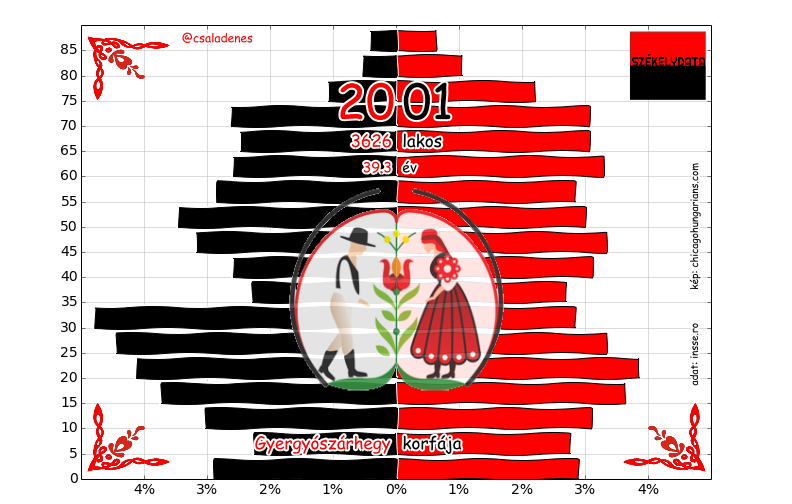 @csaladenes
SZÉKELYDATA
2001
3626 lakos
39.3 év
kép: chicagohungarians.com
adat: insse.ro
Gyergyószárhegy korfája
85
80
75
70
65
60
55
50
45
40
35
30
25
20
15
10
5
0
4% 3% 2% 1% 0% 1% 2% 3% 4%